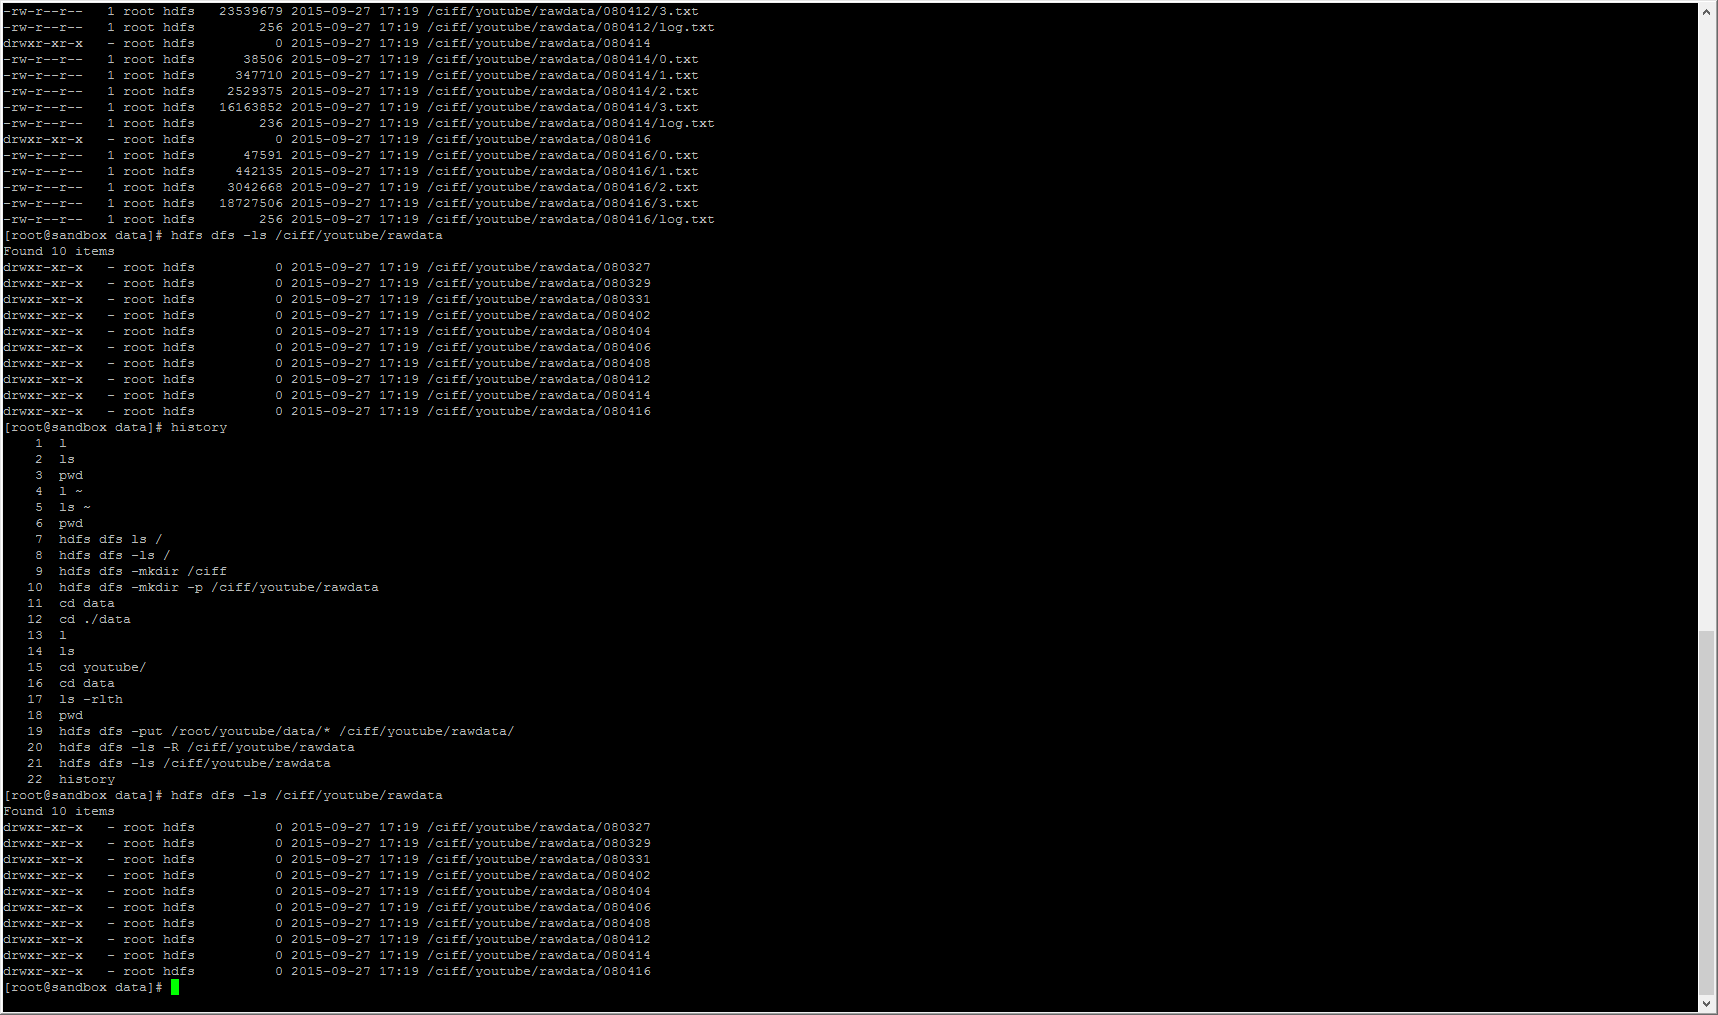 -rw-r--r--   1 root hdfs   23539679 2015-09-27 17:19 /ciff/youtube/rawdata/080412/3.txt
-rw-r--r--   1 root hdfs        256 2015-09-27 17:19 /ciff/youtube/rawdata/080412/log.txt
drwxr-xr-x   - root hdfs          0 2015-09-27 17:19 /ciff/youtube/rawdata/080414
-rw-r--r--   1 root hdfs      38506 2015-09-27 17:19 /ciff/youtube/rawdata/080414/0.txt
-rw-r--r--   1 root hdfs     347710 2015-09-27 17:19 /ciff/youtube/rawdata/080414/1.txt
-rw-r--r--   1 root hdfs    2529375 2015-09-27 17:19 /ciff/youtube/rawdata/080414/2.txt
-rw-r--r--   1 root hdfs   16163852 2015-09-27 17:19 /ciff/youtube/rawdata/080414/3.txt
-rw-r--r--   1 root hdfs        236 2015-09-27 17:19 /ciff/youtube/rawdata/080414/log.txt
drwxr-xr-x   - root hdfs          0 2015-09-27 17:19 /ciff/youtube/rawdata/080416
-rw-r--r--   1 root hdfs      47591 2015-09-27 17:19 /ciff/youtube/rawdata/080416/0.txt
-rw-r--r--   1 root hdfs     442135 2015-09-27 17:19 /ciff/youtube/rawdata/080416/1.txt
-rw-r--r--   1 root hdfs    3042668 2015-09-27 17:19 /ciff/youtube/rawdata/080416/2.txt
-rw-r--r--   1 root hdfs   18727506 2015-09-27 17:19 /ciff/youtube/rawdata/080416/3.txt
-rw-r--r--   1 root hdfs        256 2015-09-27 17:19 /ciff/youtube/rawdata/080416/log.txt
[root@sandbox data]# hdfs dfs -ls /ciff/youtube/rawdata
Found 10 items
drwxr-xr-x   - root hdfs          0 2015-09-27 17:19 /ciff/youtube/rawdata/080327
drwxr-xr-x   - root hdfs          0 2015-09-27 17:19 /ciff/youtube/rawdata/080329
drwxr-xr-x   - root hdfs          0 2015-09-27 17:19 /ciff/youtube/rawdata/080331
drwxr-xr-x   - root hdfs          0 2015-09-27 17:19 /ciff/youtube/rawdata/080402
drwxr-xr-x   - root hdfs          0 2015-09-27 17:19 /ciff/youtube/rawdata/080404
drwxr-xr-x   - root hdfs          0 2015-09-27 17:19 /ciff/youtube/rawdata/080406
drwxr-xr-x   - root hdfs          0 2015-09-27 17:19 /ciff/youtube/rawdata/080408
drwxr-xr-x   - root hdfs          0 2015-09-27 17:19 /ciff/youtube/rawdata/080412
drwxr-xr-x   - root hdfs          0 2015-09-27 17:19 /ciff/youtube/rawdata/080414
drwxr-xr-x   - root hdfs          0 2015-09-27 17:19 /ciff/youtube/rawdata/080416
[root@sandbox data]# history
    1  l
    2  ls
    3  pwd
    4  l ~
    5  ls ~
    6  pwd
    7  hdfs dfs ls /
    8  hdfs dfs -ls /
    9  hdfs dfs -mkdir /ciff
   10  hdfs dfs -mkdir -p /ciff/youtube/rawdata
   11  cd data
   12  cd ./data
   13  l
   14  ls
   15  cd youtube/
   16  cd data
   17  ls -rlth
   18  pwd
   19  hdfs dfs -put /root/youtube/data/* /ciff/youtube/rawdata/
   20  hdfs dfs -ls -R /ciff/youtube/rawdata
   21  hdfs dfs -ls /ciff/youtube/rawdata
   22  history
[root@sandbox data]# hdfs dfs -ls /ciff/youtube/rawdata
Found 10 items
drwxr-xr-x   - root hdfs          0 2015-09-27 17:19 /ciff/youtube/rawdata/080327
drwxr-xr-x   - root hdfs          0 2015-09-27 17:19 /ciff/youtube/rawdata/080329
drwxr-xr-x   - root hdfs          0 2015-09-27 17:19 /ciff/youtube/rawdata/080331
drwxr-xr-x   - root hdfs          0 2015-09-27 17:19 /ciff/youtube/rawdata/080402
drwxr-xr-x   - root hdfs          0 2015-09-27 17:19 /ciff/youtube/rawdata/080404
drwxr-xr-x   - root hdfs          0 2015-09-27 17:19 /ciff/youtube/rawdata/080406
drwxr-xr-x   - root hdfs          0 2015-09-27 17:19 /ciff/youtube/rawdata/080408
drwxr-xr-x   - root hdfs          0 2015-09-27 17:19 /ciff/youtube/rawdata/080412
drwxr-xr-x   - root hdfs          0 2015-09-27 17:19 /ciff/youtube/rawdata/080414
drwxr-xr-x   - root hdfs          0 2015-09-27 17:19 /ciff/youtube/rawdata/080416
[root@sandbox data]#